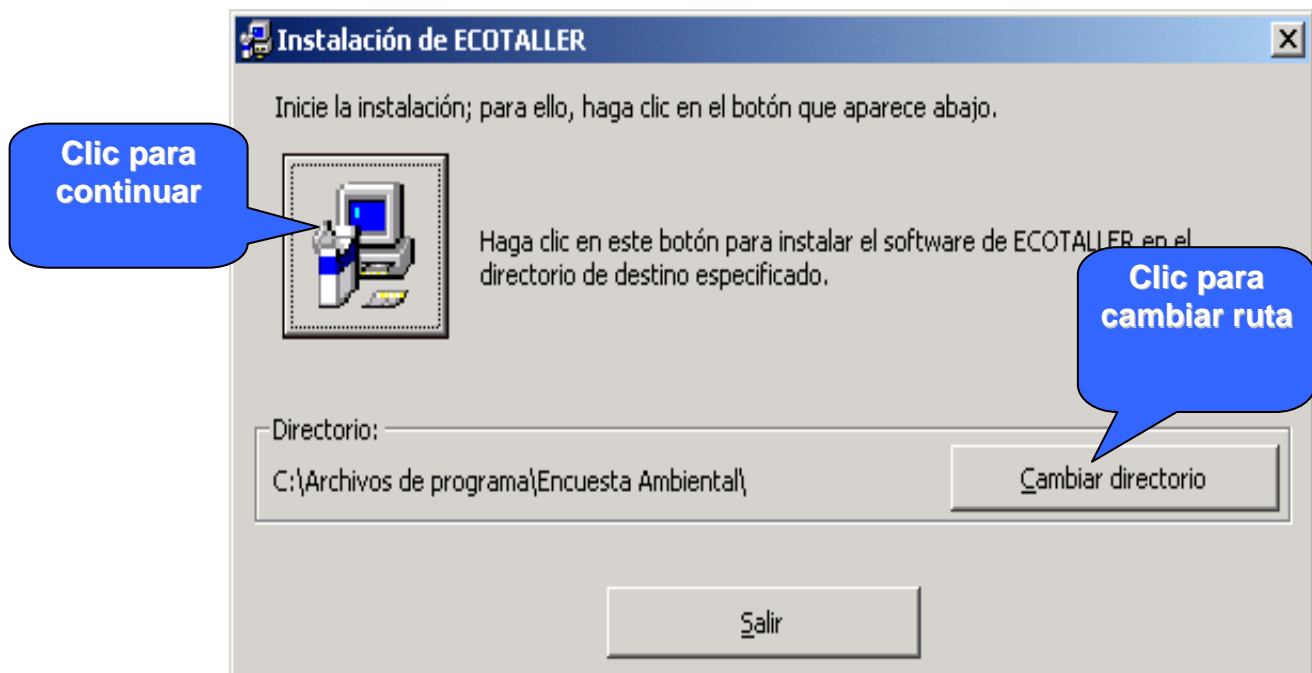 Instalación de ECOTALLER
Inicie la instalación; para ello, haga clic en el botón que aparece abajo.
Clic para
continuar
Haga clic en este botón para instalar el software de ECOTALLER en el
directorio de destino especificado.
Clic para
cambiar ruta
Directorio:
C:\Archivos de programa\Encuesta Ambiental\
Cambiar directorio
Salir